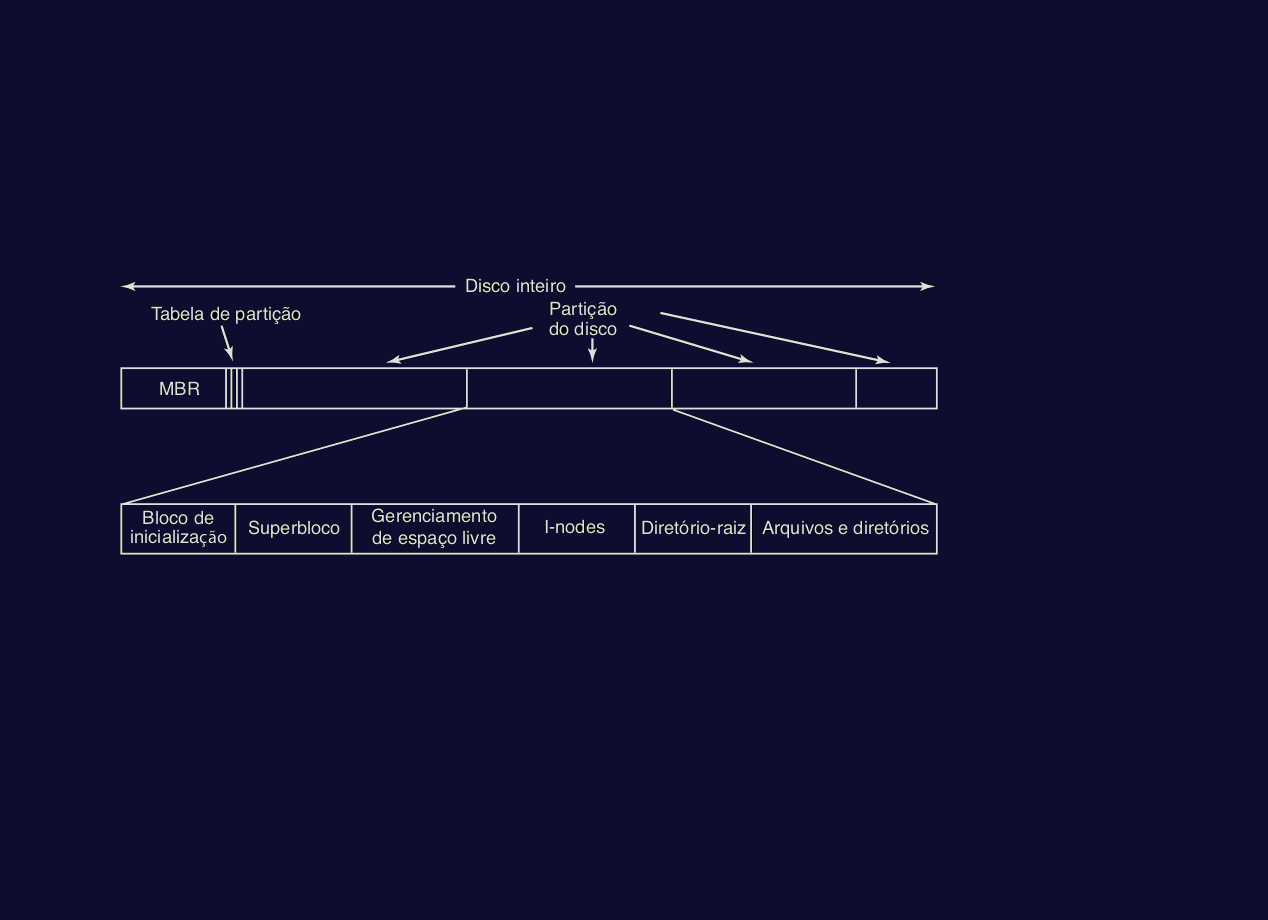 Disco inteiro
Tabela de partição
Partição
do disco
MBR
Bloco de
inicialização
Superbloco
Gerenciamento
de espaço livre
I-nodes
Diretório-raiz
Arquivos e diretórios